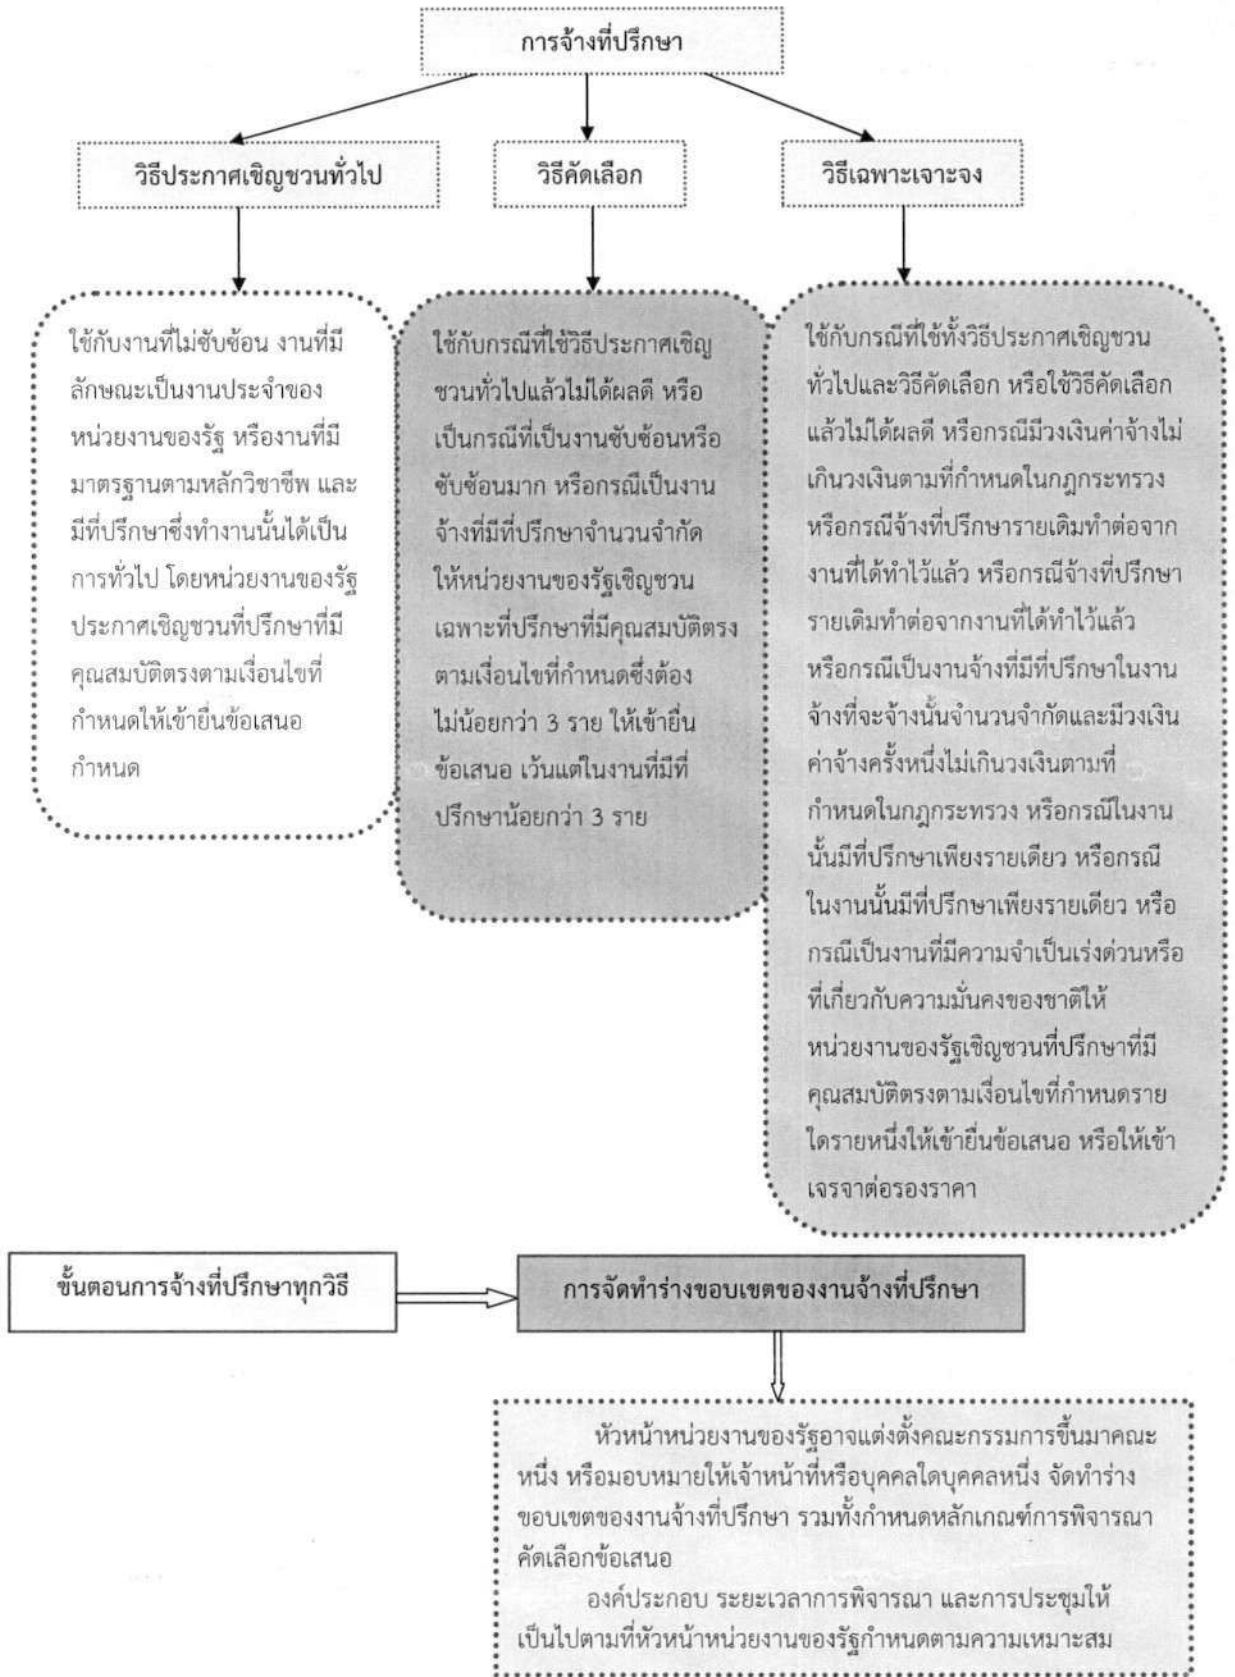 การจ้างที่ปรึกษา
วิธีประกาศเชิญชวนทั่วไป
วิธีคัดเลือก
วิธีเฉพาะเจาะจง
ใช้กับงานที่ไม่ซับซ้อน งานที่มี
ลักษณะเป็นงานประจำของ
หน่วยงานของรัฐ หรืองานที่มี
มาตรฐานตามหลักวิชาชีพ และ
มีที่ปรึกษาซึ่งทำงานนั้นได้เป็น
การทั่วไป โดยหน่วยงานของรัฐ
ประกาศเชิญชวนที่ปรึกษาที่มี
คุณสมบัติตรงตามเงื่อนไขที่
กำหนดให้เข้ายื่นข้อเสนอ
กำหนด
ใช้กับกรณีที่ใช้วิธีประกาศเชิญ
ชวนทั่วไปแล้วไม่ได้ผลดี หรือ
เป็นกรณีที่เป็นงานซับซ้อนหรือ
ซับซ้อนมาก หรือกรณีเป็นงาน
จ้างที่มีที่ปรึกษาจำนวนจำกัด
ให้หน่วยงานของรัฐเชิญชวน
เฉพาะที่ปรึกษาที่มีคุณสมบัติตรง
ตามเงื่อนไขที่กำหนดซึ่งต้อง
ไม่น้อยกว่า 3 ราย ให้เข้ายื่น
ข้อเสนอ เว้นแต่ในงานที่มีที่
ปรึกษาน้อยกว่า 3 ราย
ใช้กับกรณีที่ใช้ทั้งวิธีประกาศเชิญชวน
ทั่วไปและวิธีคัดเลือก หรือใช้วิธีคัดเลือก
แล้วไม่ได้ผลดี หรือกรณีมีวงเงินค่าจ้างไม่
เกินวงเงินตามที่กำหนดในกฎกระทรวง
หรือกรณีจ้างที่ปรึกษารายเดิมทำต่อจาก
งานที่ได้ทำไว้แล้ว หรือกรณีจ้างที่ปรึกษา
รายเดิมทำต่อจากงานที่ได้ทำไว้แล้ว
หรือกรณีเป็นงานจ้างที่มีที่ปรึกษาในงาน
จ้างที่จะจ้างนั้นจำนวนจำกัดและมีวงเงิน
ค่าจ้างครั้งหนึ่งไม่เกินวงเงินตามที่
กำหนดในกฎกระทรวง หรือกรณีในงาน
นั้นมีที่ปรึกษาเพียงรายเดียว หรือกรณี
ในงานนั้นมีที่ปรึกษาเพียงรายเดียว หรือ
กรณีเป็นงานที่มีความจำเป็นเร่งด่วนหรือ
ที่เกี่ยวกับความมั่นคงของชาติให้
หน่วยงานของรัฐเชิญชวนที่ปรึกษาที่มี
คุณสมบัติตรงตามเงื่อนไขที่กำหนดราย
ใดรายหนึ่งให้เข้ายื่นข้อเสนอ หรือให้เข้า
เจรจาต่อรองราคา
ขั้นตอนการจ้างที่ปรึกษาทุกวิธี
การจัดทำร่างขอบเขตของงานจ้างที่ปรึกษา
หัวหน้าหน่วยงานของรัฐอาจแต่งตั้งคณะกรรมการขึ้นมาคณะ
หนึ่ง หรือมอบหมายให้เจ้าหน้าที่หรือบุคคลใดบุคคลหนึ่ง จัดทำร่าง
ขอบเขตของงานจ้างที่ปรึกษา รวมทั้งกำหนดหลักเกณฑ์การพิจารณา
คัดเลือกข้อเสนอ
องค์ประกอบ ระยะเวลาการพิจารณา และการประชุมให้
เป็นไปตามที่หัวหน้าหน่วยงานของรัฐกำหนดตามความเหมาะสม